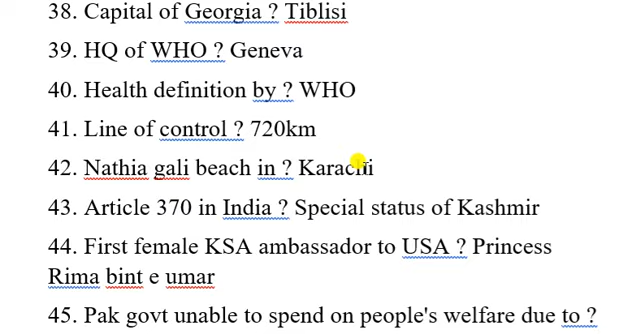 38. Capital of Georgia ? Tiblisi
39. HQ of WHO ? Geneva
40. Health definition by ? WHO
41. Line of control ? 720km
42. Nathia gali beach in ? Karachi
43. Article 370 in India ? Special status of Kashmir
44. First female KSA ambassador to USA ? Princess
Rima bint e umar
45. Pak govt unable to spend on people's welfare due to ?